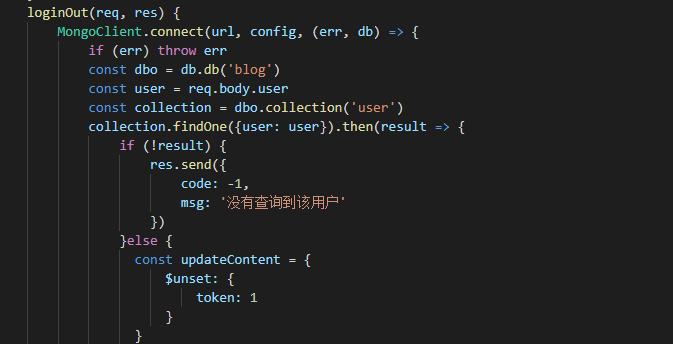 loginOut(req, res) {
MongoClient.connect(url, config, (err, db) => {
if (err) throw err
const dbo = db.db('blog')
const user = req.body.user
const collection = dbo.collection('user')
collection.findOne({user: user}).then(result => {
if (!result) {
res.send({
code: -1,
msg: '没有查询到该用户'
})
}else {
const updateContent = {
$unset: {
token: 1
}
}